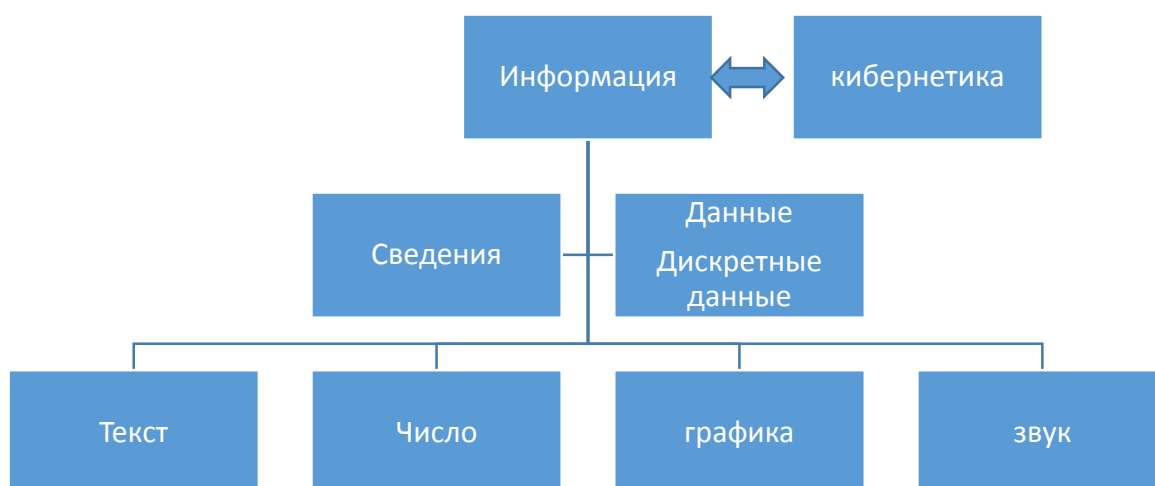 Информация
кибернетика
Сведения
Данные
Дискретные
данные
Текст
Число
графика
звук